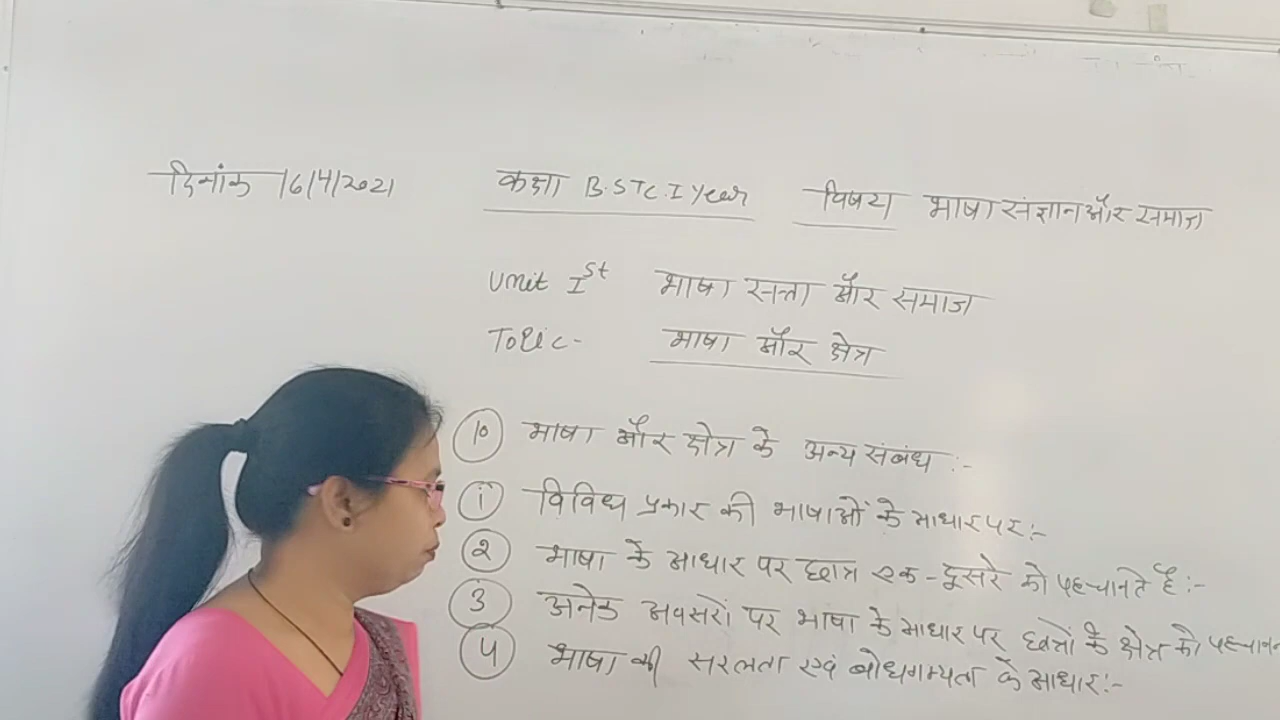 दिनांक 16/4/2021 कक्षा B.STC. I Year विषय भाषा संज्ञान और समाज
Unit Ist भाषा सत्ता और समाज
Topic- भाषा और क्षेत्र
10 भाषा और क्षेत्र के अन्य संबंध :-
1 विविध प्रकार की भाषाओं के आधार पर :-
2 भाषा के आधार पर छात्र एक-दूसरे को पहचानते है :-
3 अनेक अवसरों पर भाषा के आधार पर छात्रों के क्षेत्र को
4 भाषा की सरलता एवं बोधगम्यता के आधार :-